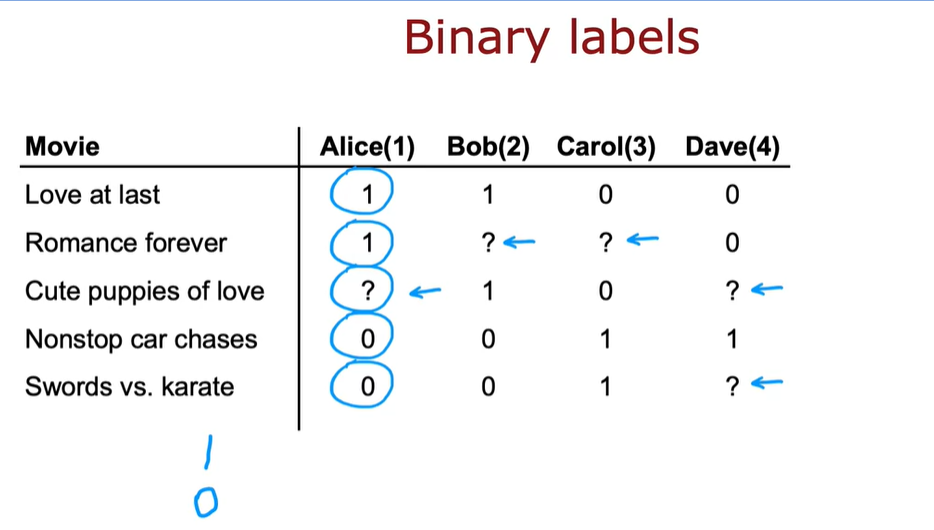 Binary labels
Movie Alice(1) Bob(2) Carol(3) Dave(4)
Love at last 1 1 0 0
Romance forever 1 ? ? 0
Cute puppies of love ? 1 0 ?
Nonstop car chases 0 0 1 1
Swords vs. karate 0 0 1 ?
1
0